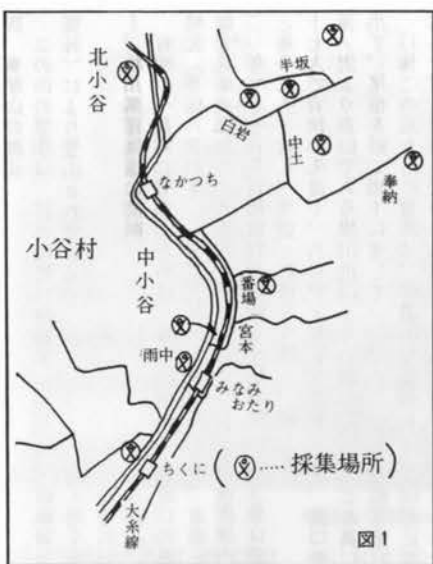 北小谷
半坂
白岩
中土
奉納
なかつち
小谷村
中小谷
番場
宮本
雨中
みなみ
おたり
ちくに
(……採集場所)
大糸線
図1